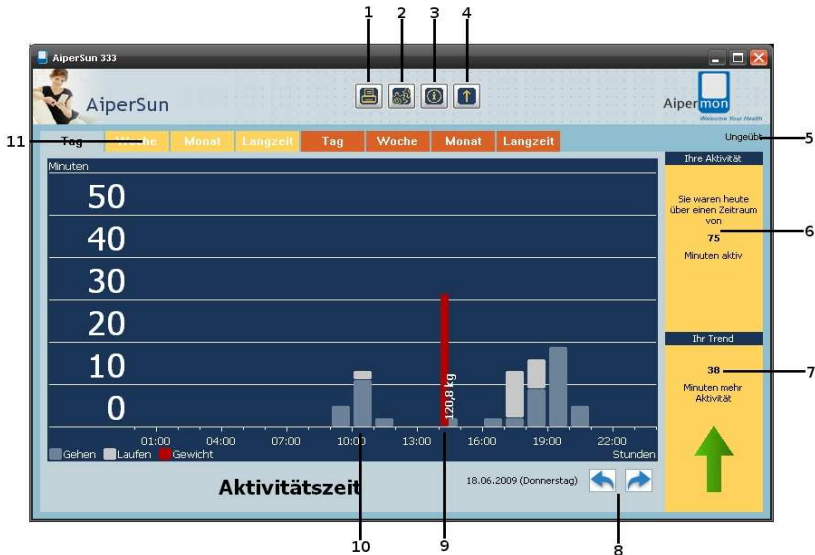 1 2 3 4
AiperSun 333
AiperSun
Aipermon
Welcome Your Health
11
Tag Woche Monat Langzeit Tag Woche Monat Langzeit
Ungeübt
5
Minuten
50
40
30
20
10
0
120,8 kg
01:00 04:00 07:00 10:00 13:00 16:00 19:00 22:00
Gehen Laufen Gewicht
Stunden
Ihre Aktivität
Sie waren heute
über einen Zeitraum
von
75
6
Minuten aktiv
Ihr Trend
38
7
Minuten mehr
Aktivität
Aktivitätszeit
18.06.2009 (Donnerstag)
10 9 8